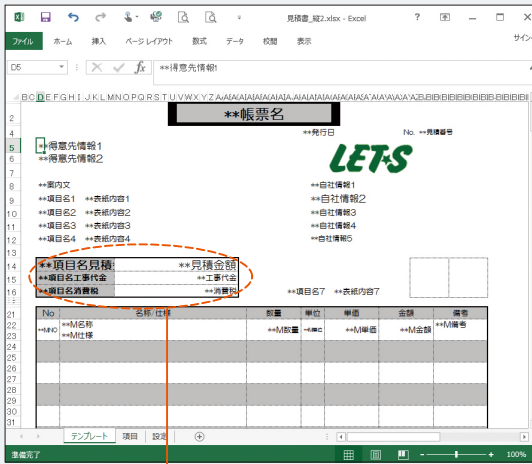 見積書_縦2.xlsx - Excel
ファイル ホーム 挿入 ページ レイアウト 数式 データ 校閲 表示 サイン
D5 fx **得意先情報1
**帳票名
**発行日 No. **見積番号
**得意先情報1
**得意先情報2
LETS
**案内文 **自社情報1
**項目名1 **表紙内容1 **自社情報2
**項目名2 **表紙内容2 **自社情報3
**項目名3 **表紙内容3 **自社情報4
**項目名4 **表紙内容4 **自社情報5
**項目名見積 **見積金額
**項目名工事代金 **工事代金
**項目名消費税 **消費税 **項目名7 **表紙内容7
No 名称/仕様 数量 単位 単価 金額 備考
**MNO **M名称 **M数量 **M単位 **M単価 **M金額 **M備考
**M仕様
テンプレート 項目 設定
準備完了 100%